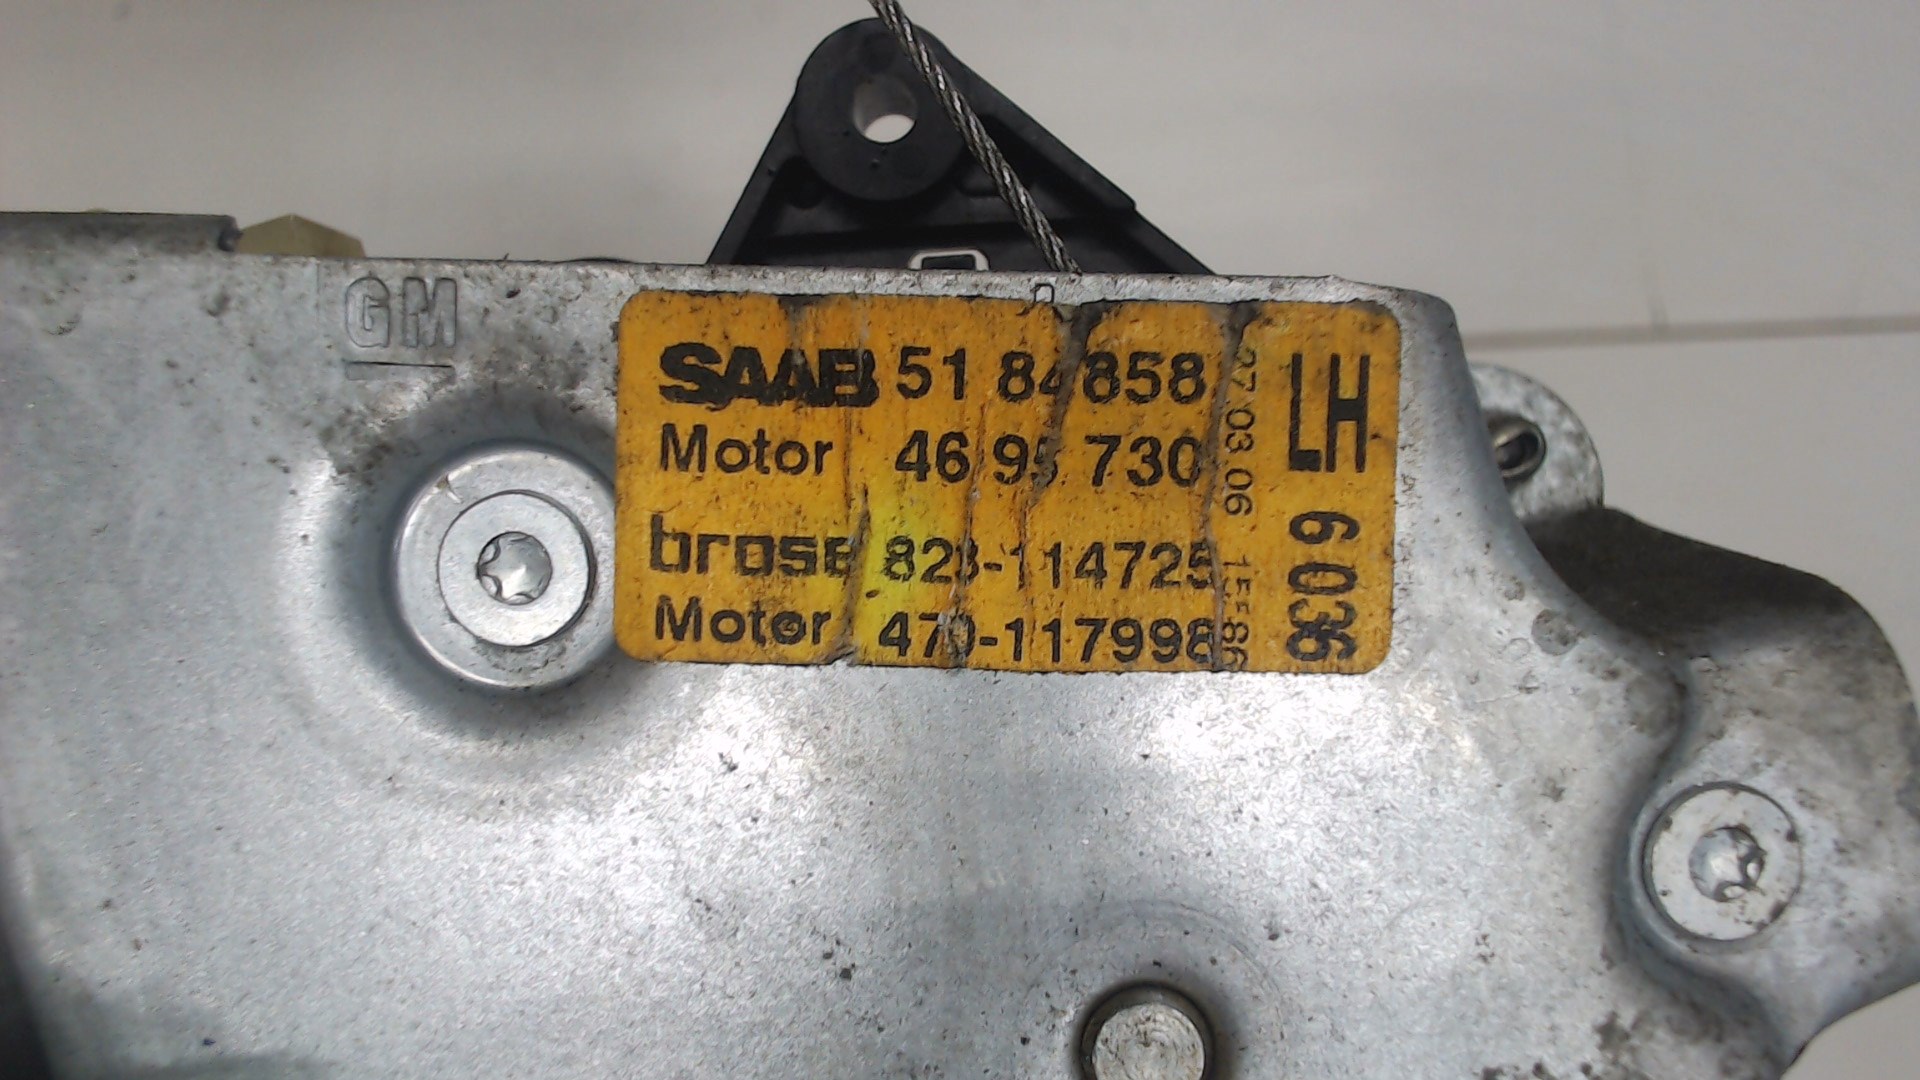 GM
SAAB 51 84 858
Motor 46 95 730
brose 823-114725
Motor 470-117998
27.03.06
LH 6036